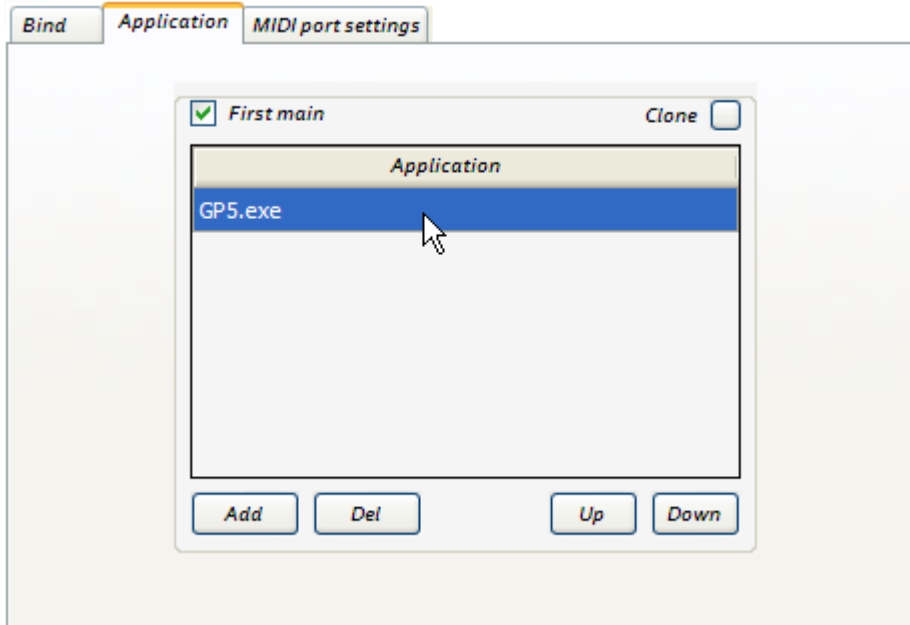 Bind Application MIDI port settings
First main Clone
Application
GP5.exe
Add Del Up Down